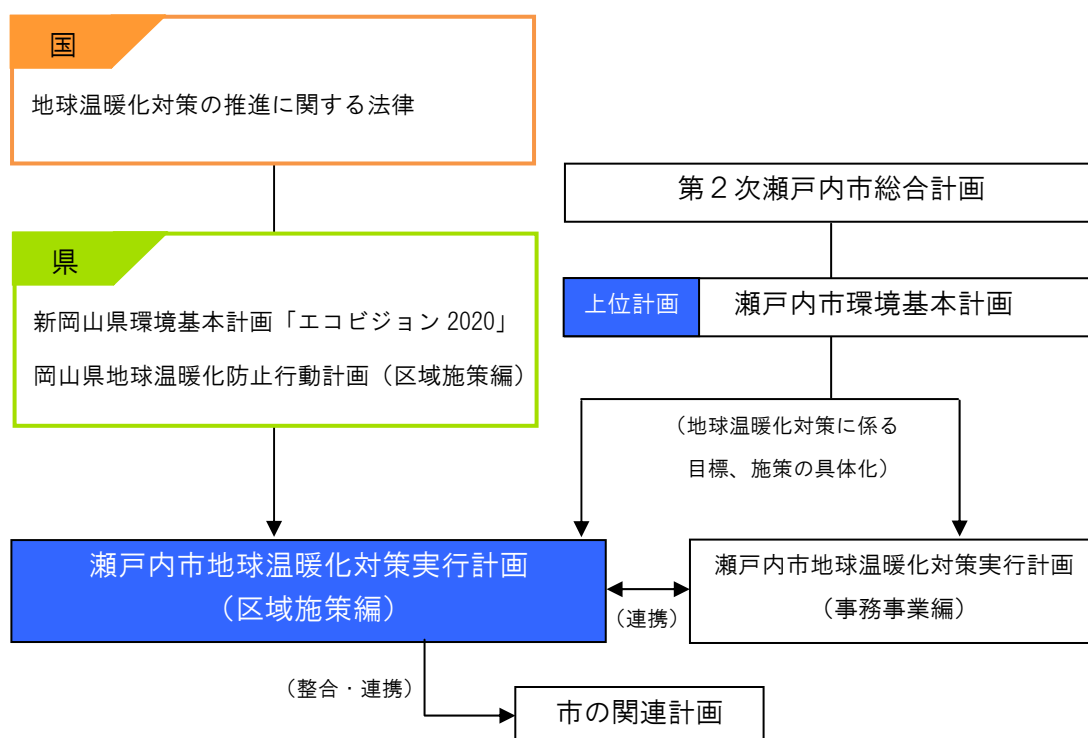 国
地球温暖化対策の推進に関する法律
県
新岡山県環境基本計画「エコビジョン2020」
岡山県地球温暖化防止行動計画（区域施策編）
第２次瀬戸内市総合計画
上位計画
瀬戸内市環境基本計画
（地球温暖化対策に係る
目標、施策の具体化）
瀬戸内市地球温暖化対策実行計画
（区域施策編）
（連携）
瀬戸内市地球温暖化対策実行計画
（事務事業編）
（整合・連携）
市の関連計画